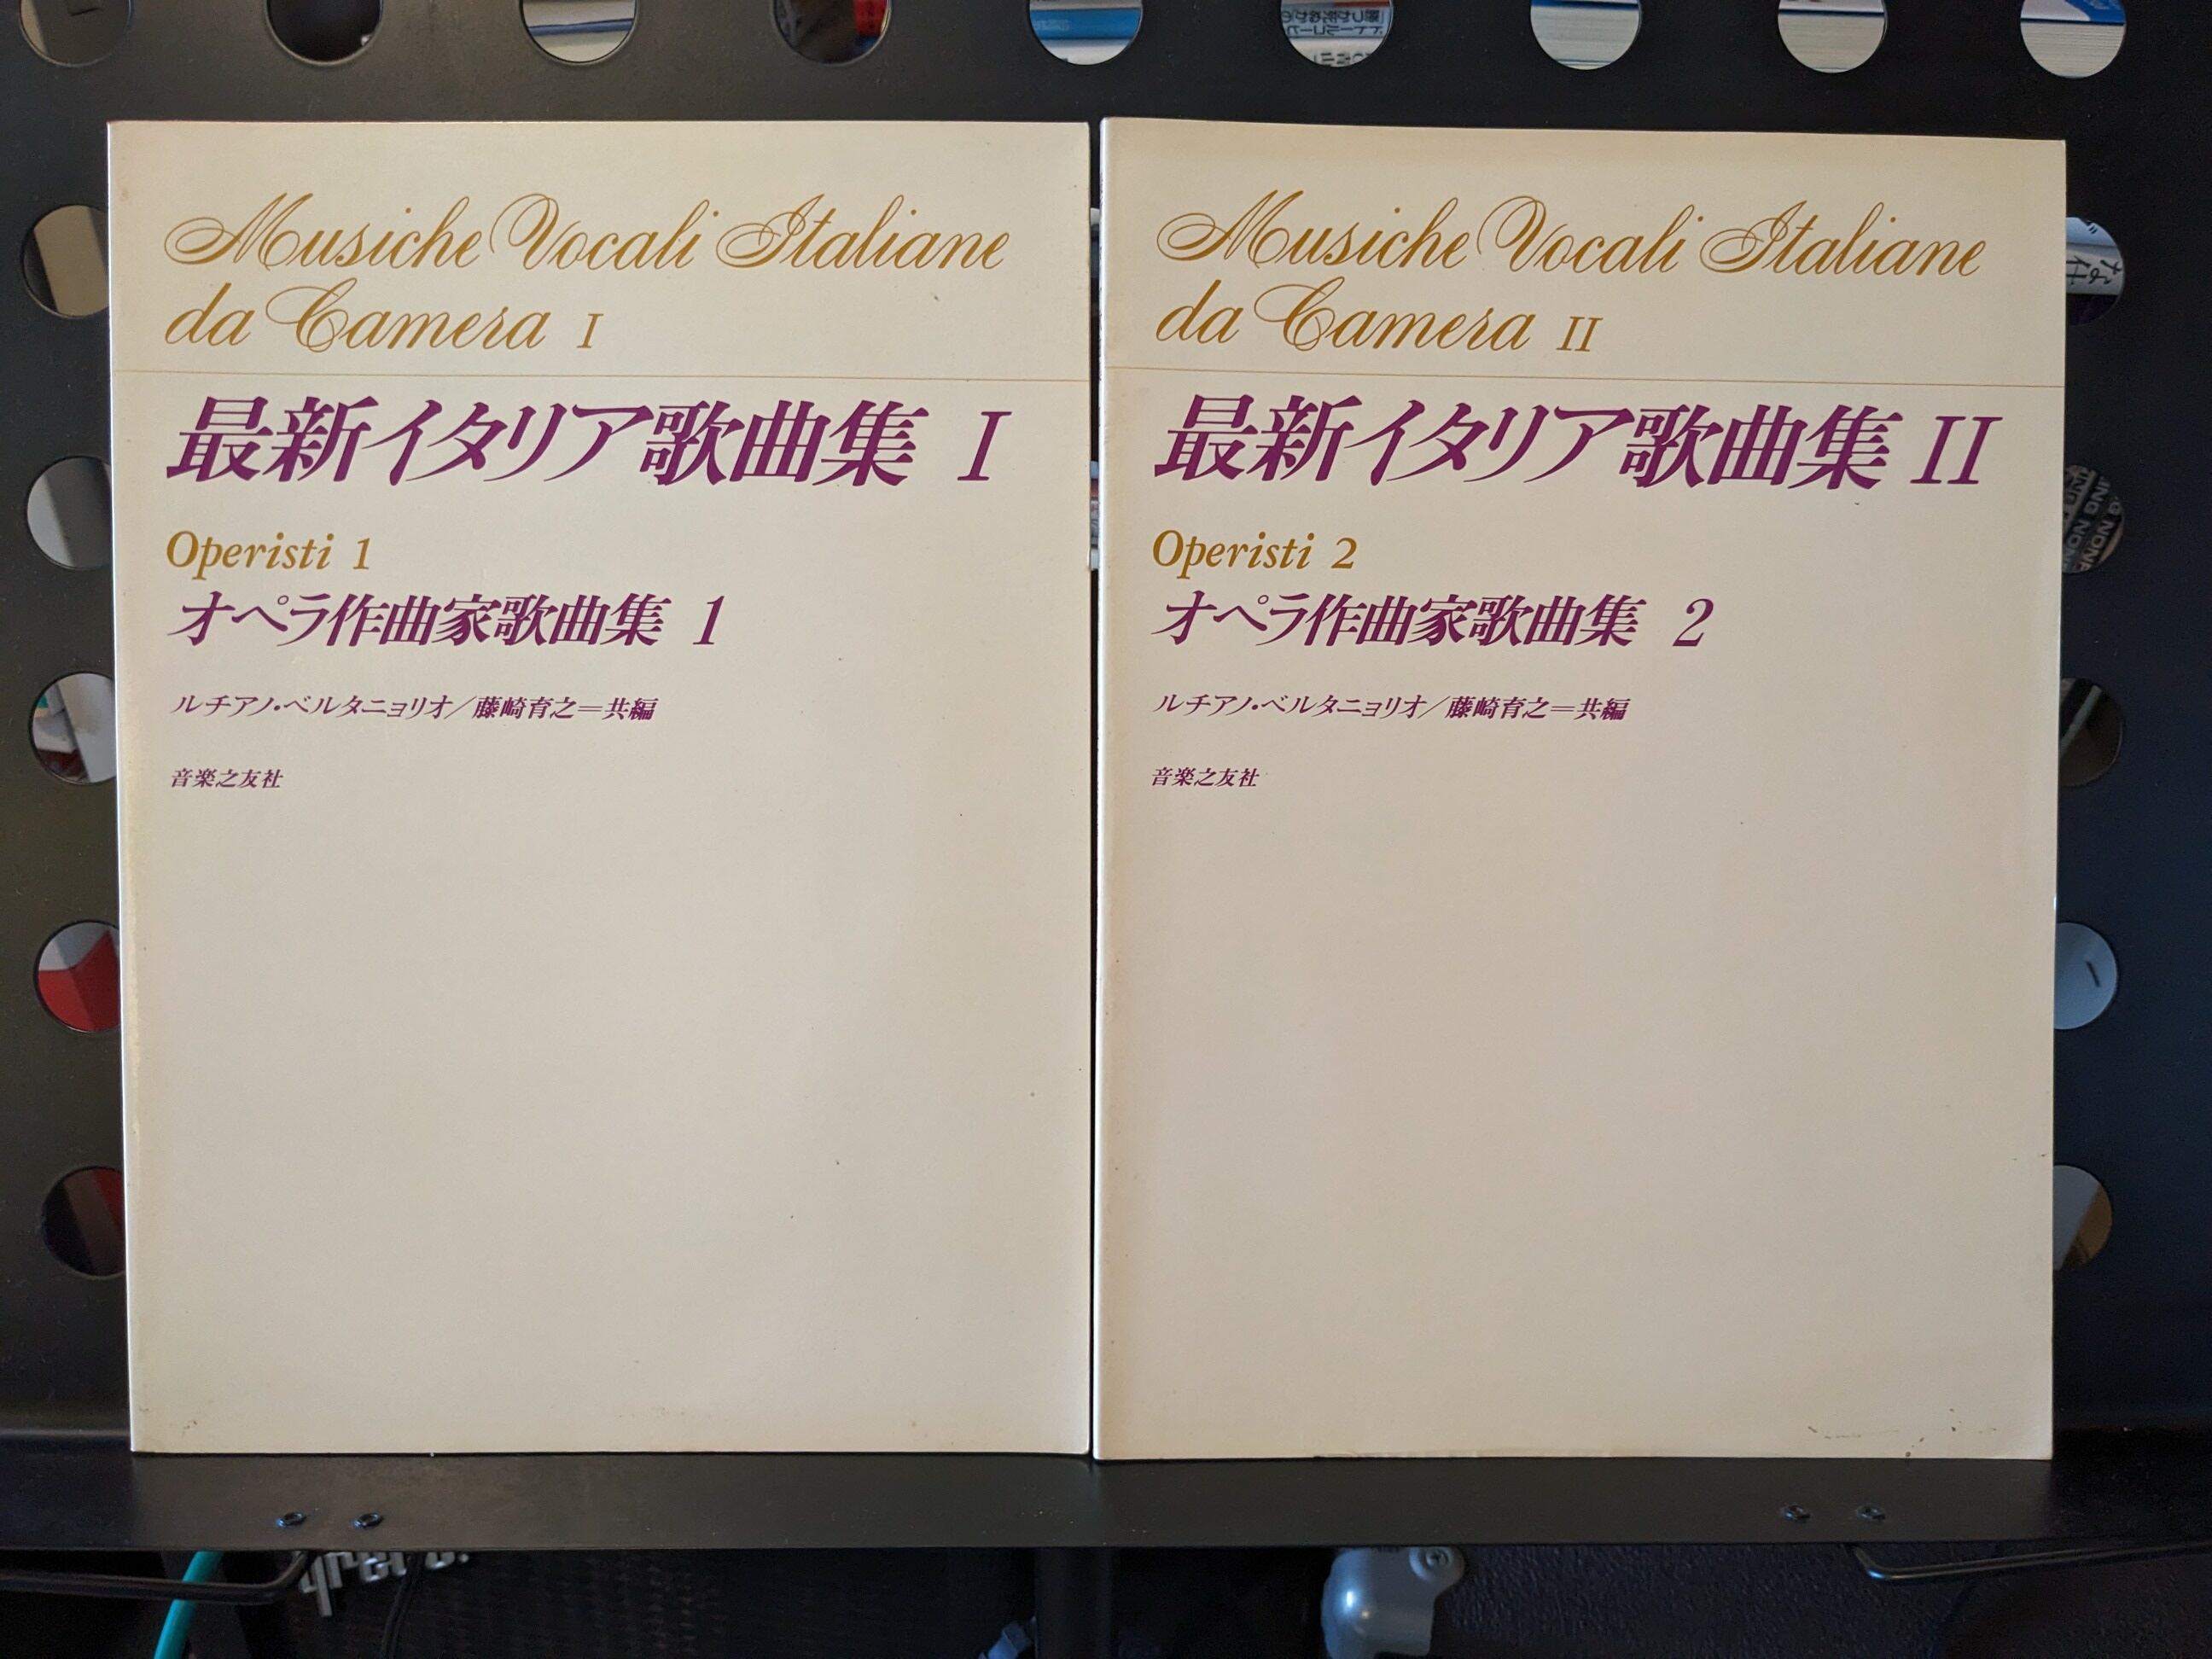 Musiche Vocali Italiane
da Camera I
最新イタリア歌曲集 I
Operisti 1
オペラ作曲家歌曲集 1
ルチアノ・ベルタニョリオ／藤崎育之＝共編
音楽之友社
Musiche Vocali Italiane
da Camera II
最新イタリア歌曲集 II
Operisti 2
オペラ作曲家歌曲集 2
ルチアノ・ベルタニョリオ／藤崎育之＝共編
音楽之友社